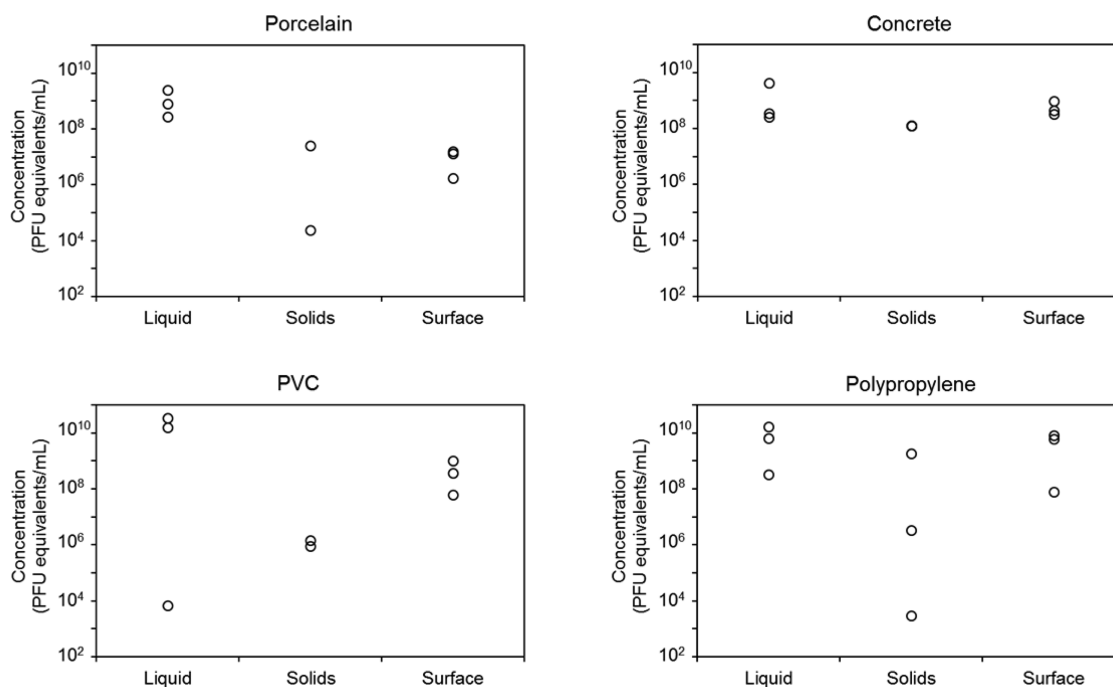 Porcelain
Concentration
(PFU equivalents/mL)
10¹⁰
10⁸
10⁶
10⁴
10²
Liquid Solids Surface
Concrete
Concentration
(PFU equivalents/mL)
10¹⁰
10⁸
10⁶
10⁴
10²
Liquid Solids Surface
PVC
Concentration
(PFU equivalents/mL)
10¹⁰
10⁸
10⁶
10⁴
10²
Liquid Solids Surface
Polypropylene
Concentration
(PFU equivalents/mL)
10¹⁰
10⁸
10⁶
10⁴
10²
Liquid Solids Surface